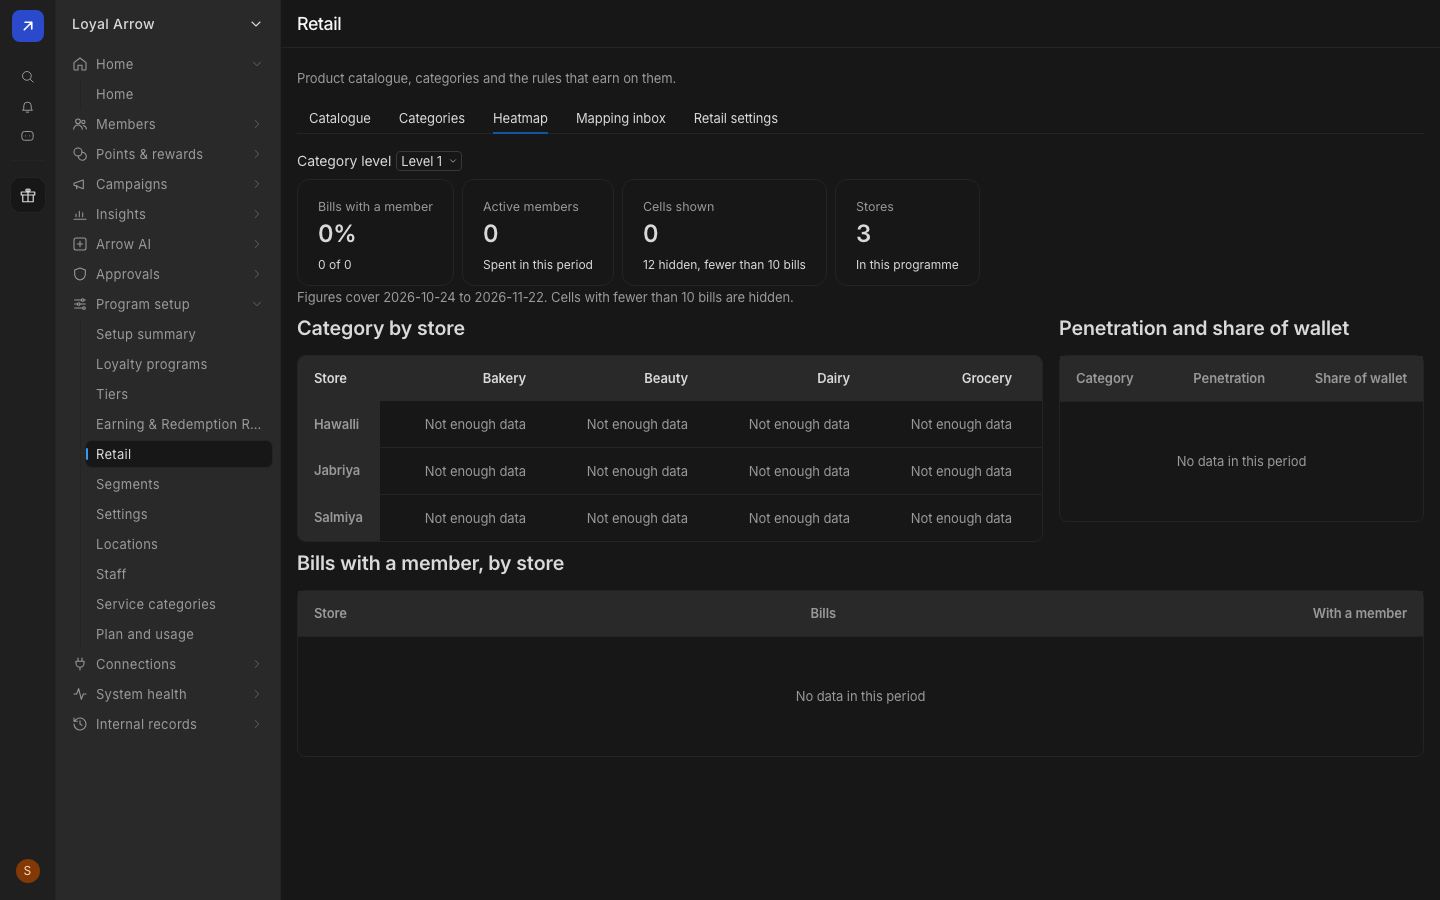 Loyal Arrow
Home
Home
Members
Points & rewards
Campaigns
Insights
Arrow AI
Approvals
Program setup
Setup summary
Loyalty programs
Tiers
Earning & Redemption R...
Retail
Segments
Settings
Locations
Staff
Service categories
Plan and usage
Connections
System health
Internal records
S
Retail
Product catalogue, categories and the rules that earn on them.
Catalogue Categories Heatmap Mapping inbox Retail settings
Category level Level 1
Bills with a member
0%
0 of 0
Active members
0
Spent in this period
Cells shown
0
12 hidden, fewer than 10 bills
Stores
3
In this programme
Figures cover 2026-10-24 to 2026-11-22. Cells with fewer than 10 bills are hidden.
Category by store
Store Bakery Beauty Dairy Grocery
Hawalli Not enough data Not enough data Not enough data Not enough data
Jabriya Not enough data Not enough data Not enough data Not enough data
Salmiya Not enough data Not enough data Not enough data Not enough data
Penetration and share of wallet
Category Penetration Share of wallet
No data in this period
Bills with a member, by store
Store Bills With a member
No data in this period